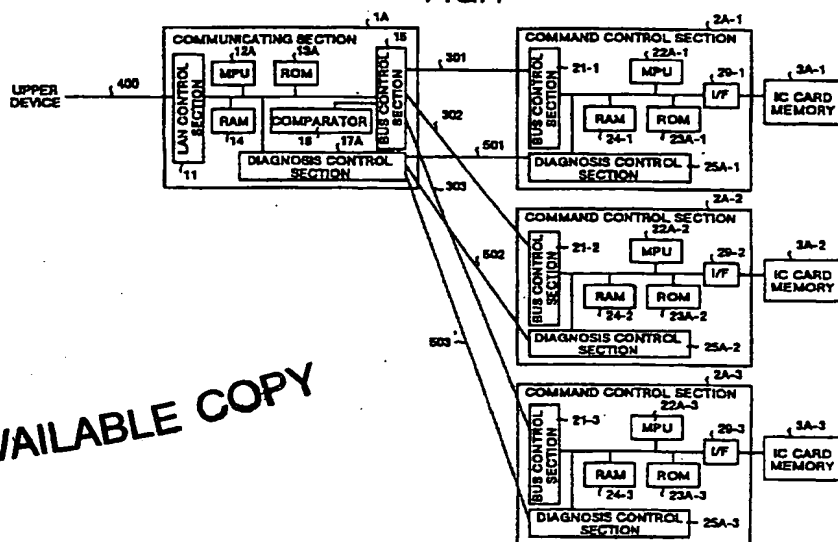 1A
COMMUNICATING SECTION
12A
13A
15
MPU
ROM
BUS CONTROL SECTION
UPPER DEVICE
400
LAN CONTROL SECTION
RAM
COMPARATOR
14
16
17A
DIAGNOSIS CONTROL SECTION
11
301
302
501
303
502
503
2A-1
COMMAND CONTROL SECTION
22A-1
21-1
MPU
29-1
3A-1
BUS CONTROL SECTION
I/F
IC CARD MEMORY
RAM
ROM
24-1
23A-1
DIAGNOSIS CONTROL SECTION
25A-1
2A-2
COMMAND CONTROL SECTION
22A-2
21-2
MPU
29-2
3A-2
BUS CONTROL SECTION
I/F
IC CARD MEMORY
RAM
ROM
24-2
23A-2
DIAGNOSIS CONTROL SECTION
25A-2
2A-3
COMMAND CONTROL SECTION
22A-3
21-3
MPU
29-3
3A-3
BUS CONTROL SECTION
I/F
IC CARD MEMORY
RAM
ROM
24-3
23A-3
DIAGNOSIS CONTROL SECTION
25A-3
VAILABLE COPY